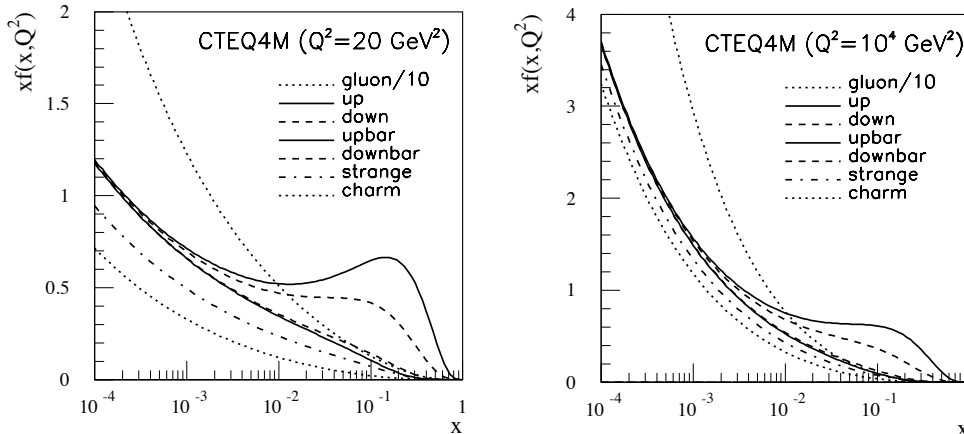 xf(x,Q²)
2
1.5
1
0.5
0
CTEQ4M (Q²=20 GeV²)
gluon/10
up
down
upbar
downbar
strange
charm
10⁻⁴ 10⁻³ 10⁻² 10⁻¹ 1
x
xf(x,Q²)
4
3
2
1
0
CTEQ4M (Q²=10⁴ GeV²)
gluon/10
up
down
upbar
downbar
strange
charm
10⁻⁴ 10⁻³ 10⁻² 10⁻¹
x